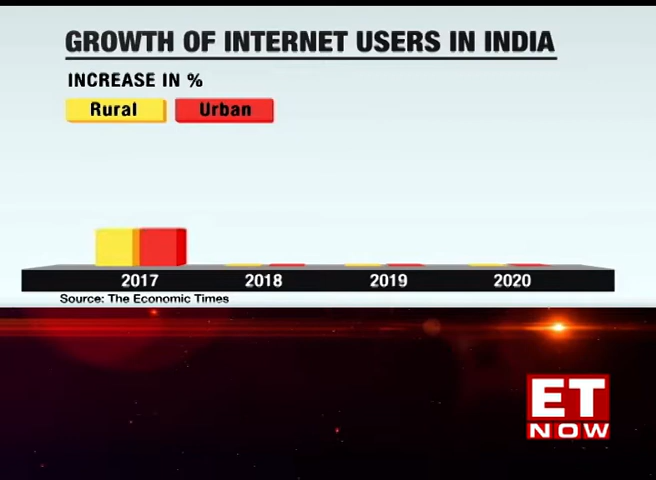 GROWTH OF INTERNET USERS IN INDIA
INCREASE IN %
Rural Urban
2017 2018 2019 2020
Source: The Economic Times
ET
NOW